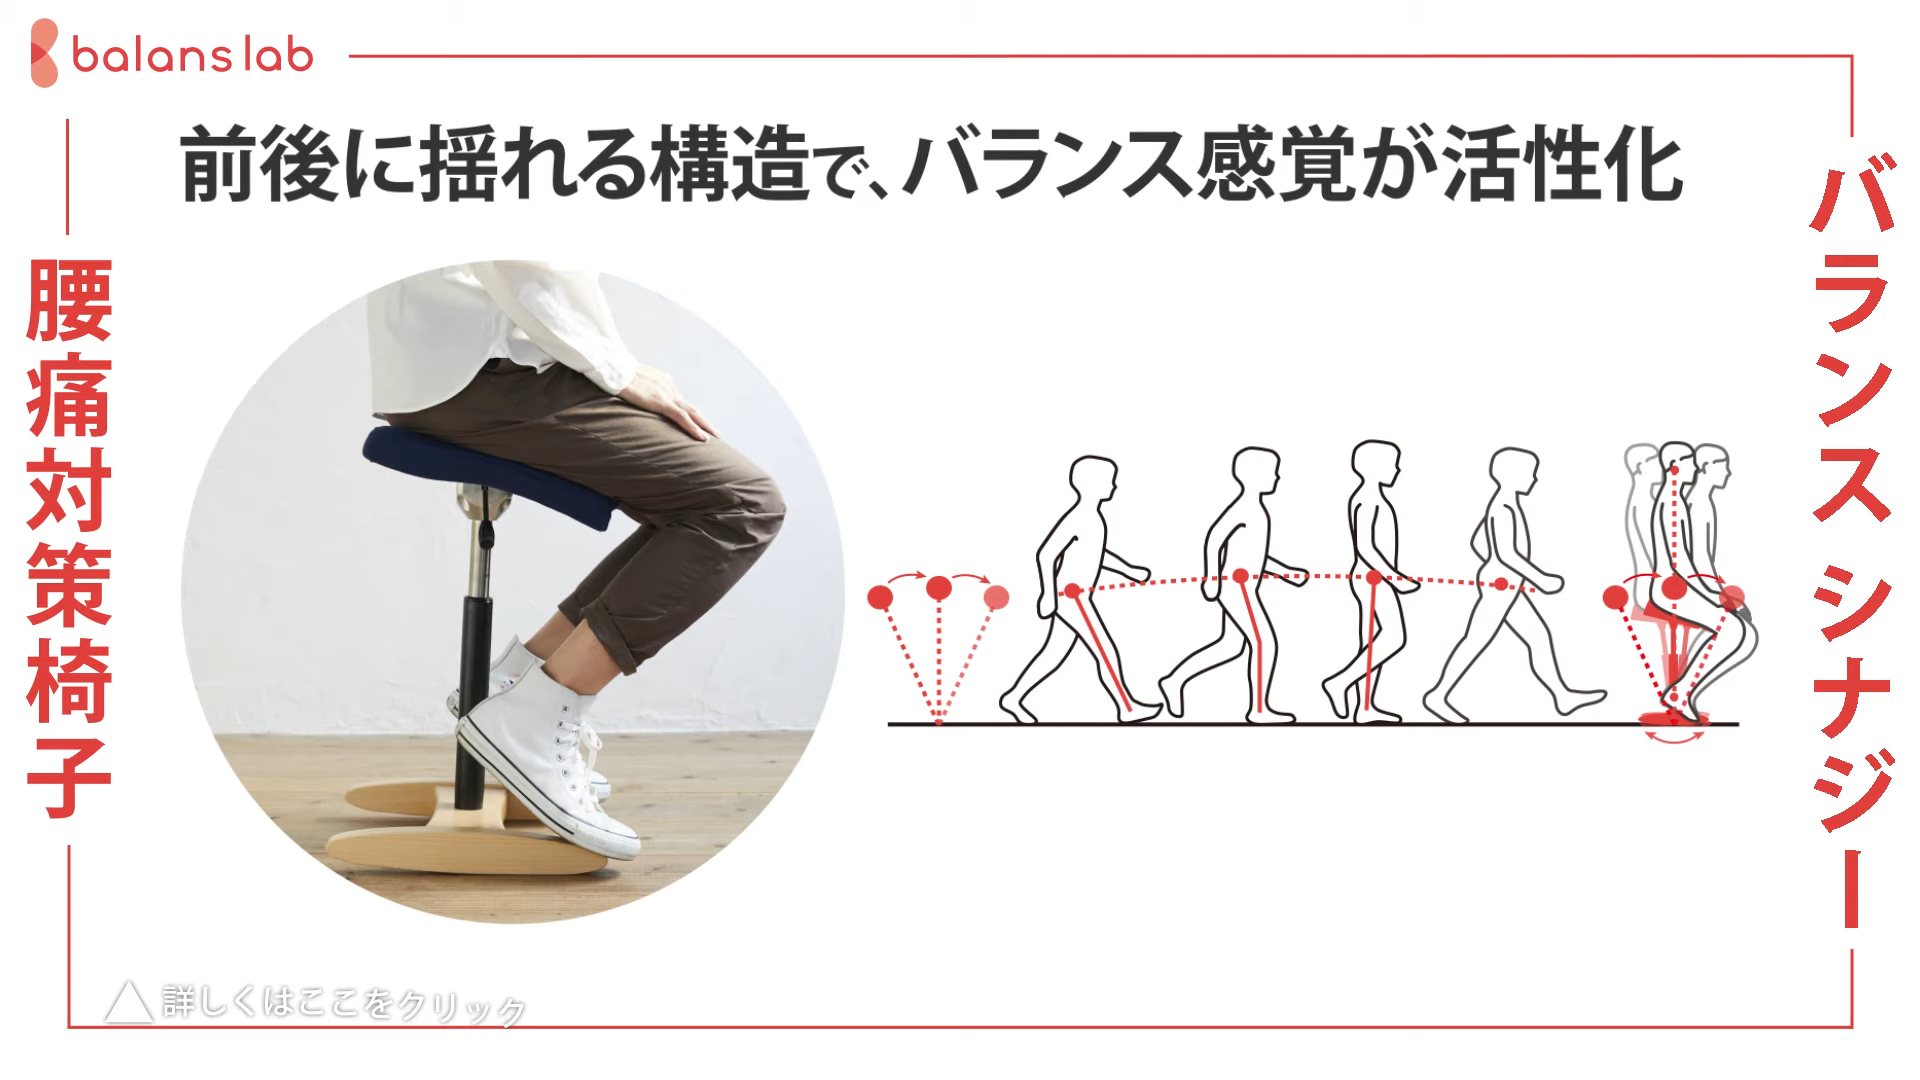 balans lab
前後に揺れる構造で、バランス感覚が活性化
腰痛対策椅子
バランス シナジー
△詳しくはここをクリック